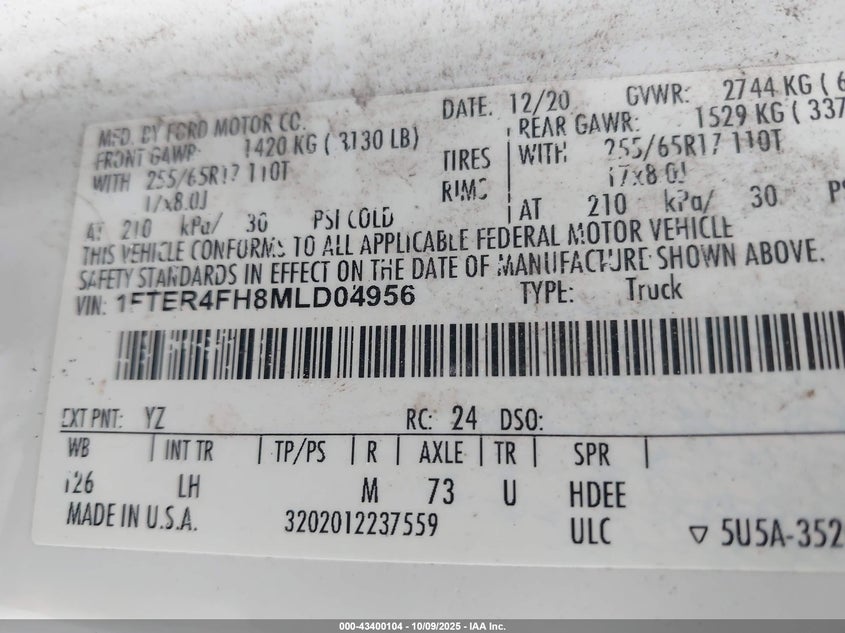 MFD. BY FORD MOTOR CO.
DATE. 12/20 GVWR: 2744 KG (6
FRONT GAWR: 1420 KG (3130 LB)
REAR GAWR: 1529 KG (337
WITH 255/65R17 110T
TIRES WITH 255/65R17 110T
17x8.0J
RIMS 17x8.0J
AT 210 kPa/ 30 PSI COLD
AT 210 kPa/ 30 PS
THIS VEHICLE CONFORMS TO ALL APPLICABLE FEDERAL MOTOR VEHICLE
SAFETY STANDARDS IN EFFECT ON THE DATE OF MANUFACTURE SHOWN ABOVE.
VIN: 1FTER4FH8MLD04956 TYPE: Truck
EXT PNT: YZ RC: 24 DSO:
WB INT TR TP/PS R AXLE TR SPR
126 LH M 73 U HDEE
MADE IN U.S.A. 3202012237559 ULC ▽ 5U5A-352
000-43400104 - 10/09/2025 - IAA Inc.